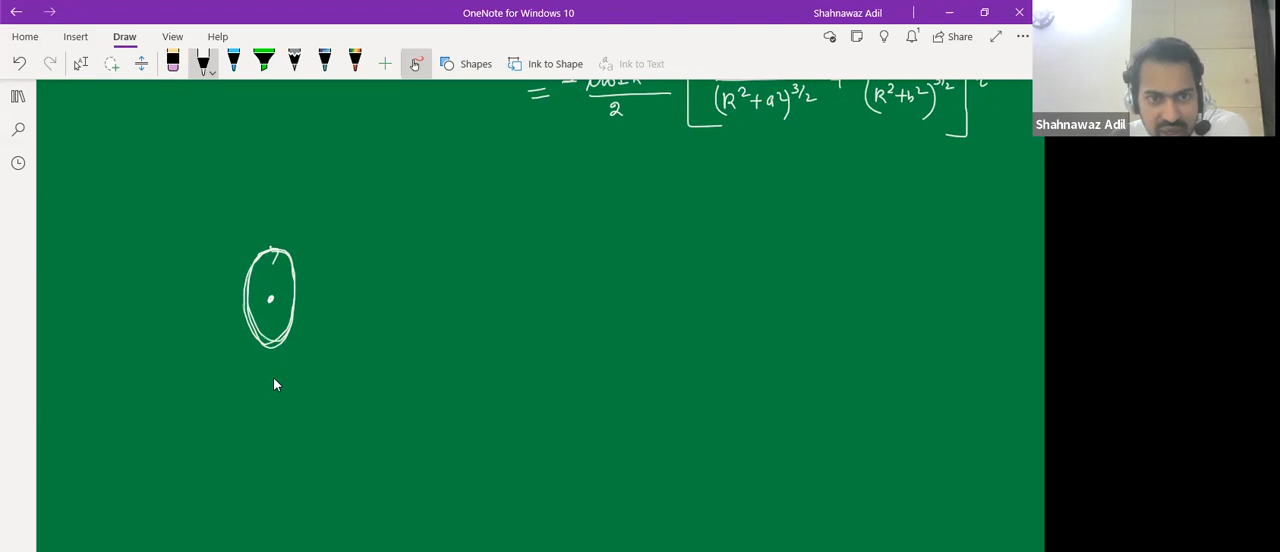 OneNote for Windows 10
Shahnawaz Adil
Home Insert Draw View Help
Share
Shapes
Ink to Shape
Ink to Text
Shahnawaz Adil
= 2 [ (R²+a²)^3/2 + (R²+b²)^3/2 ]